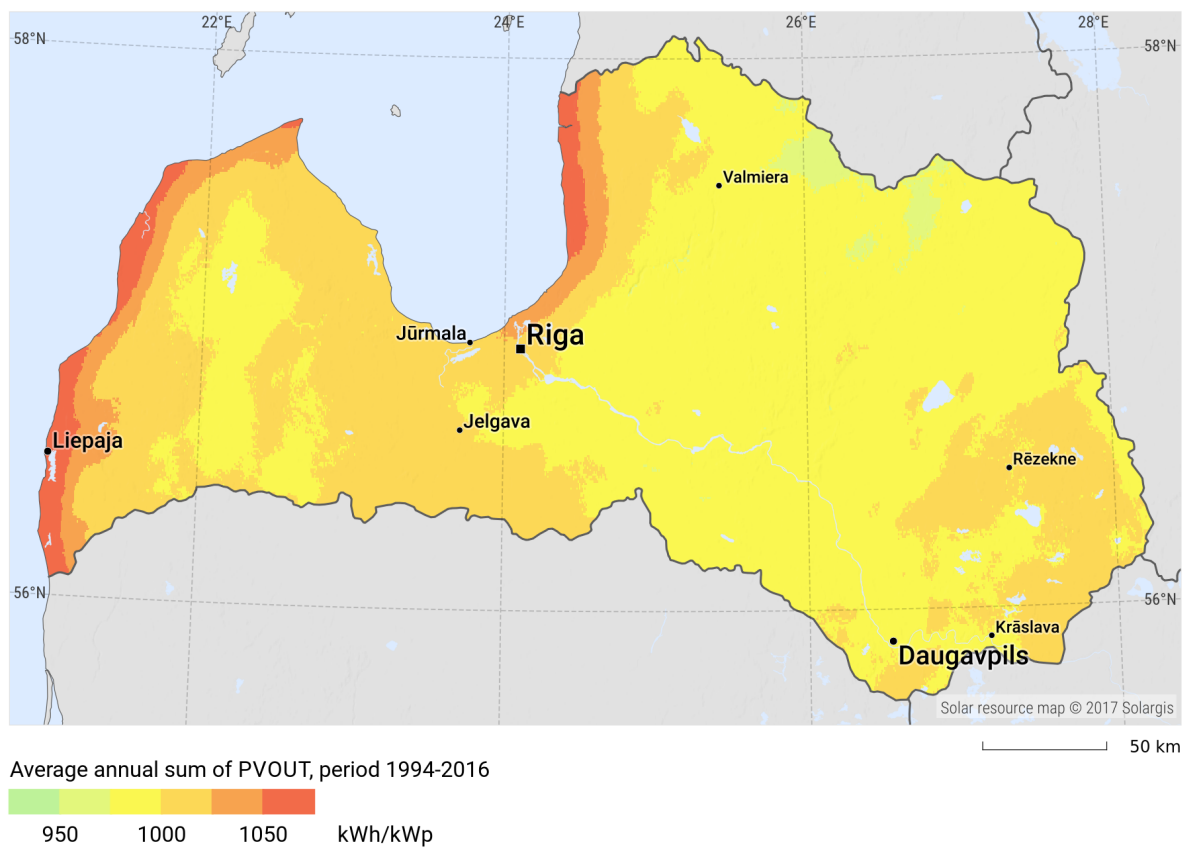 22°E 24°E 26°E 28°E
58°N 58°N
Valmiera
Jūrmala Riga
Jelgava
Liepaja
Rēzekne
56°N 56°N
Krāslava
Daugavpils
Solar resource map © 2017 Solargis
50 km
Average annual sum of PVOUT, period 1994-2016
950 1000 1050 kWh/kWp